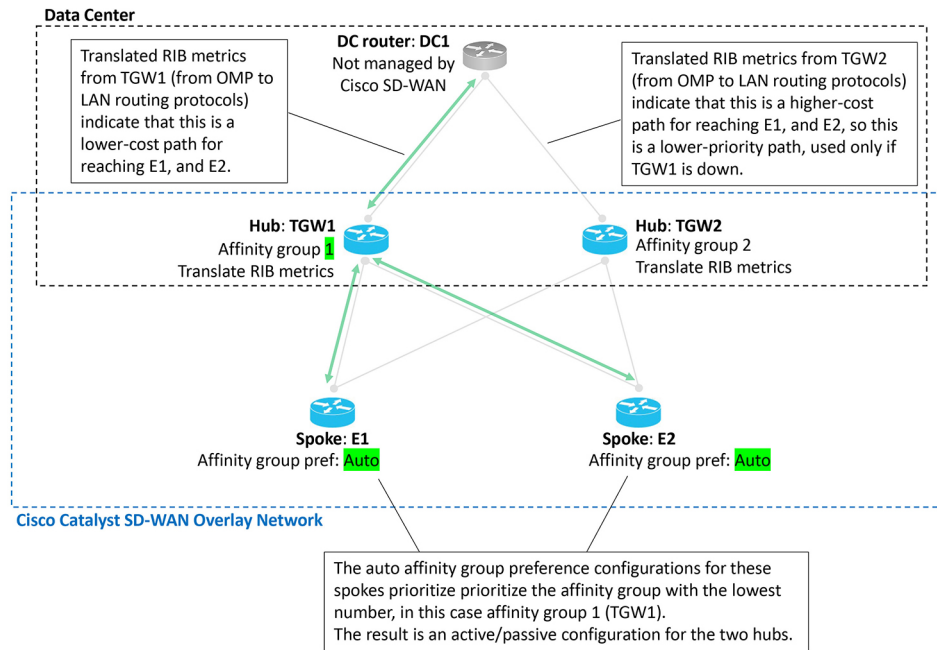 Data Center
DC router: DC1
Not managed by
Cisco SD-WAN
Translated RIB metrics
from TGW1 (from OMP to
LAN routing protocols)
indicate that this is a
lower-cost path for
reaching E1, and E2.
Translated RIB metrics from TGW2
(from OMP to LAN routing protocols)
indicate that this is a higher-cost
path for reaching E1, and E2, so this
is a lower-priority path, used only if
TGW1 is down.
Hub: TGW1
Affinity group 1
Translate RIB metrics
Hub: TGW2
Affinity group 2
Translate RIB metrics
Spoke: E1
Affinity group pref: Auto
Spoke: E2
Affinity group pref: Auto
Cisco Catalyst SD-WAN Overlay Network
The auto affinity group preference configurations for these
spokes prioritize prioritize the affinity group with the lowest
number, in this case affinity group 1 (TGW1).
The result is an active/passive configuration for the two hubs.